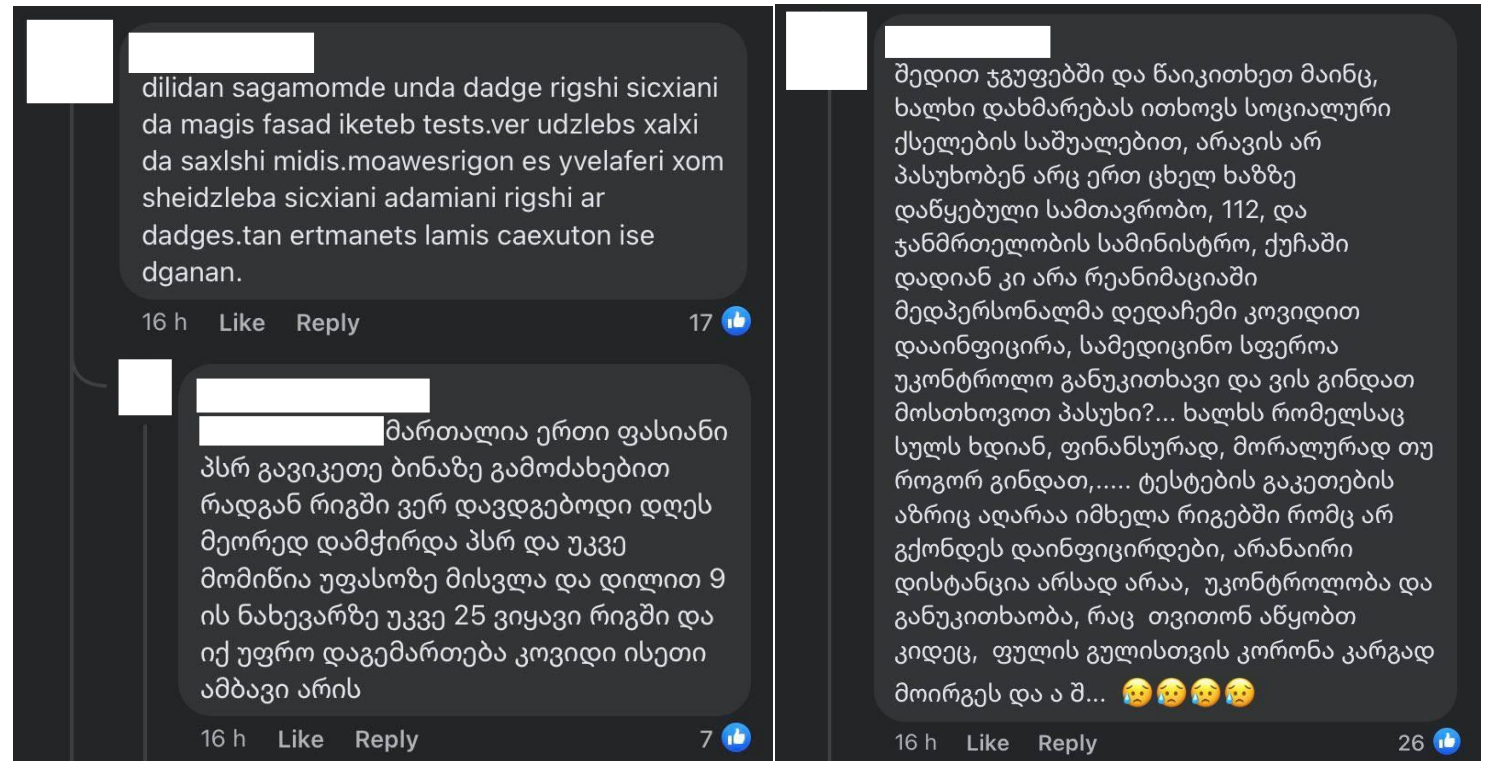 dilidan sagamomde unda dadge rigshi sicxiani
da magis fasad iketeb tests.ver udzlebs xalxi
da saxlshi midis.moawesrigon es yvelaferi xom
sheidzleba sicxiani adamiani rigshi ar
dadges.tan ertmanets lamis caexuton ise
dganan.
16 h Like Reply 17
მართალია ერთი ფასიანი
პსრ გავიკეთე ბინაზე გამოძახებით
რადგან რიგში ვერ დავდგებოდი დღეს
მეორედ დამჭირდა პსრ და უკვე
მომიწია უფასოზე მისვლა და დილით 9
ის ნახევარზე უკვე 25 ვიყავი რიგში და
იქ უფრო დაგემართება კოვიდი ისეთი
ამბავი არის
16 h Like Reply 7
შედით ჯგუფებში და წაიკითხეთ მაინც,
ხალხი დახმარებას ითხოვს სოციალური
ქსელების საშუალებით, არავის არ
პასუხობენ არც ერთ ცხელ ხაზზე
დაწყებული სამთავრობო, 112, და
ჯანმრთელობის სამინისტრო, ქუჩაში
დადიან კი არა რეანიმაციაში
მედპერსონალმა დედაჩემი კოვიდით
დააინფიცირა, სამედიცინო სფეროა
უკონტროლო განუკითხავი და ვის გინდათ
მოსთხოვოთ პასუხი?... ხალხს რომელსაც
სულს ხდიან, ფინანსურად, მორალურად თუ
როგორ გინდათ,..... ტესტების გაკეთების
აზრიც აღარაა იმხელა რიგებში რომც არ
გქონდეს დაინფიცირდები, არანაირი
დისტანცია არსად არაა, უკონტროლობა და
განუკითხაობა, რაც თვითონ აწყობთ
კიდეც, ფულის გულისთვის კორონა კარგად
მოირგეს და ა შ... 😥😥😥😥
16 h Like Reply 26